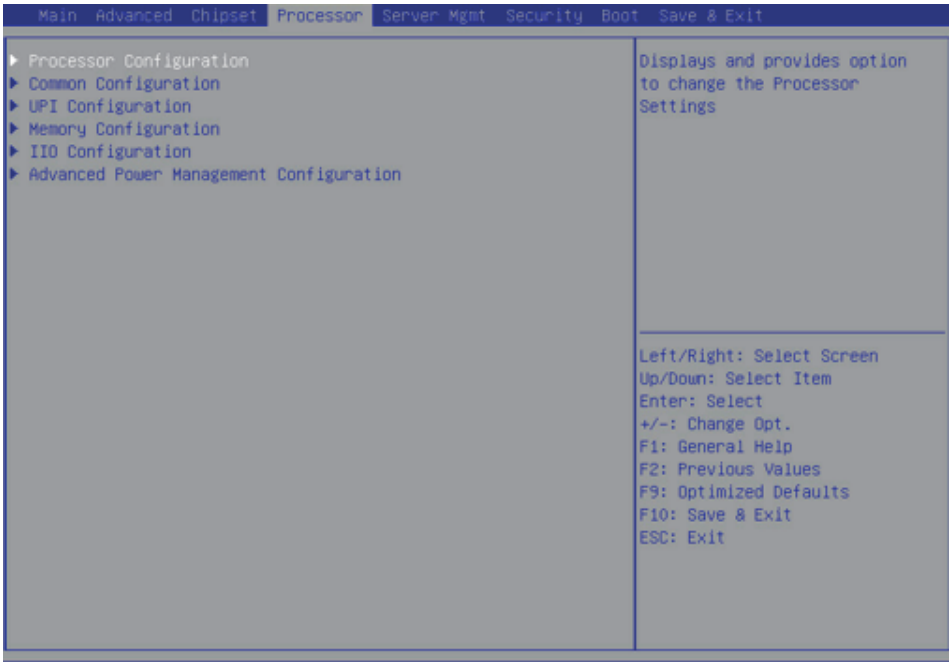 Main Advanced Chipset Processor Server Mgmt Security Boot Save & Exit
Processor Configuration
Common Configuration
UPI Configuration
Memory Configuration
IIO Configuration
Advanced Power Management Configuration
Displays and provides option
to change the Processor
Settings
Left/Right: Select Screen
Up/Down: Select Item
Enter: Select
+/-: Change Opt.
F1: General Help
F2: Previous Values
F9: Optimized Defaults
F10: Save & Exit
ESC: Exit